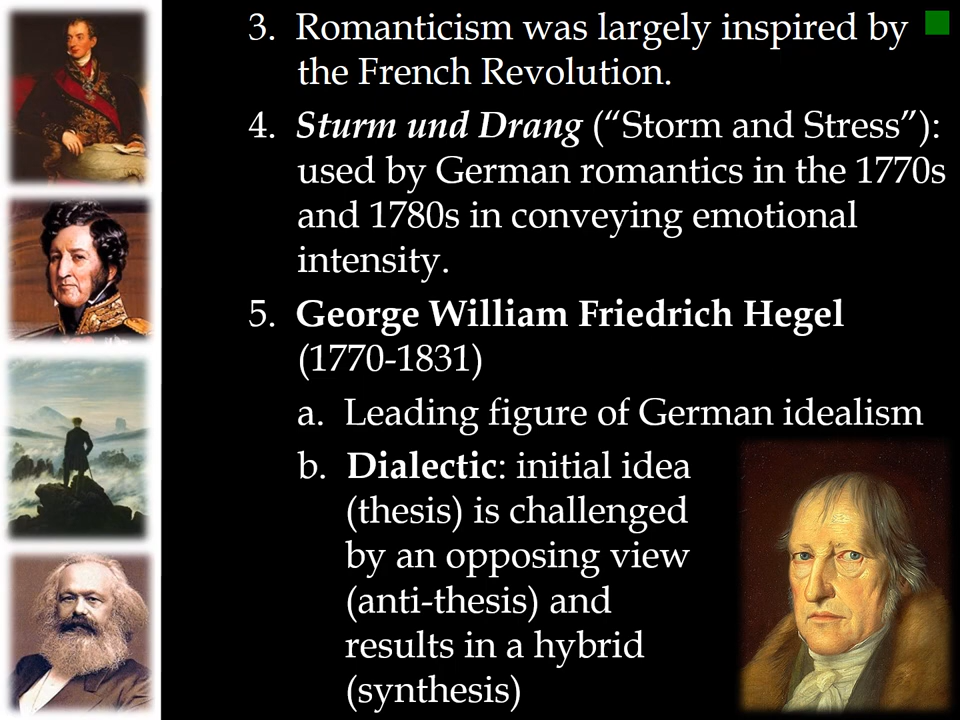 3. Romanticism was largely inspired by
the French Revolution.
4. Sturm und Drang (“Storm and Stress”):
used by German romantics in the 1770s
and 1780s in conveying emotional
intensity.
5. George William Friedrich Hegel
(1770-1831)
a. Leading figure of German idealism
b. Dialectic: initial idea
(thesis) is challenged
by an opposing view
(anti-thesis) and
results in a hybrid
(synthesis)